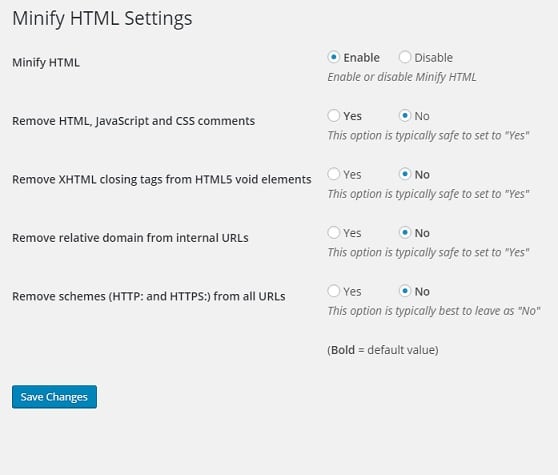 Minify HTML Settings
Minify HTML
Enable Disable
Enable or disable Minify HTML
Remove HTML, JavaScript and CSS comments
Yes No
This option is typically safe to set to "Yes"
Remove XHTML closing tags from HTML5 void elements
Yes No
This option is typically safe to set to "Yes"
Remove relative domain from internal URLs
Yes No
This option is typically safe to set to "Yes"
Remove schemes (HTTP: and HTTPS:) from all URLs
Yes No
This option is typically best to leave as "No"
(Bold = default value)
Save Changes